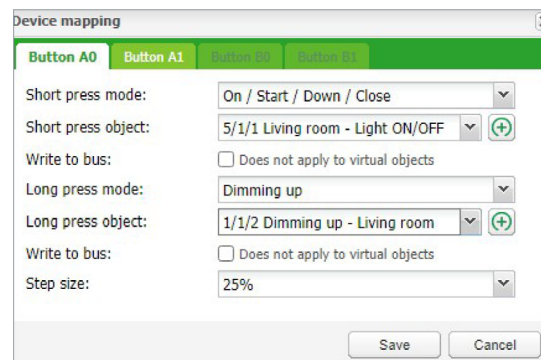 Device mapping
Button A0 Button A1 Button B0 Button B1
Short press mode: On / Start / Down / Close
Short press object: 5/1/1 Living room - Light ON/OFF
Write to bus: Does not apply to virtual objects
Long press mode: Dimming up
Long press object: 1/1/2 Dimming up - Living room
Write to bus: Does not apply to virtual objects
Step size: 25%
Save Cancel